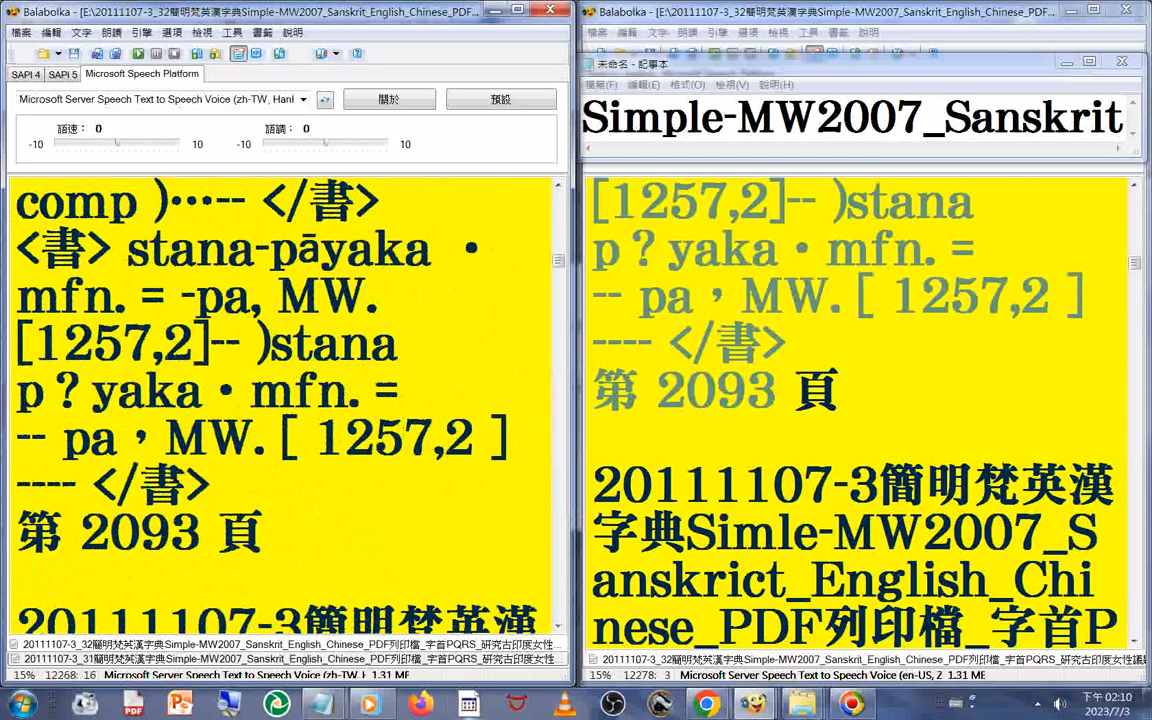 Balabolka - [E:\20111107-3_32簡明梵英漢字典Simple-MW2007_Sanskrit_English_Chinese_PDF...
檔案 編輯 文字 朗讀 引擎 選項 檢視 工具 書籤 說明
SAPI 4 SAPI 5 Microsoft Speech Platform
Microsoft Server Speech Text to Speech Voice (zh-TW, HanH 關於 預設
語速： 0 語調： 0
-10 10 -10 10
comp )…-- </書>
<書> stana-pāyaka •
mfn. = -pa, MW.
[1257,2]-- )stana
p ? yaka • mfn. =
-- pa , MW. [ 1257,2 ]
---- </書>
第 2093 頁
20111107-3簡明梵英漢
20111107-3_32簡明梵英漢字典Simple-MW2007_Sanskrit_English_Chinese_PDF列印檔_字首PQRS_研究古印度女性...
20111107-3_31簡明梵英漢字典Simple-MW2007_Sanskrit_English_Chinese_PDF列印檔_字首PQRS_研究古印度女性...
15% 12268: 16 Microsoft Server Speech Text to Speech Voice (zh-TW, H 1.31 MB
Balabolka - [E:\20111107-3_32簡明梵英漢字典Simple-MW2007_Sanskrit_English_Chinese_PDF...
檔案 編輯 文字 朗讀 引擎 選項 檢視 工具 書籤 說明
未命名 - 記事本
檔案(F) 編輯(E) 格式(O) 檢視(V) 說明(H)
Simple-MW2007_Sanskrit
[1257,2]-- )stana
p ? yaka • mfn. =
-- pa , MW. [ 1257,2 ]
---- </書>
第 2093 頁
20111107-3簡明梵英漢
字典Simle-MW2007_S
anskrict_English_Chi
nese_PDF列印檔_字首P
20111107-3_32簡明梵英漢字典Simple-MW2007_Sanskrit_English_Chinese_PDF列印檔_字首PQRS_研究古印度女性議
15% 12278: 3 Microsoft Server Speech Text to Speech Voice (en-US, Z 1.31 MB
下午 02:10
2023/7/3